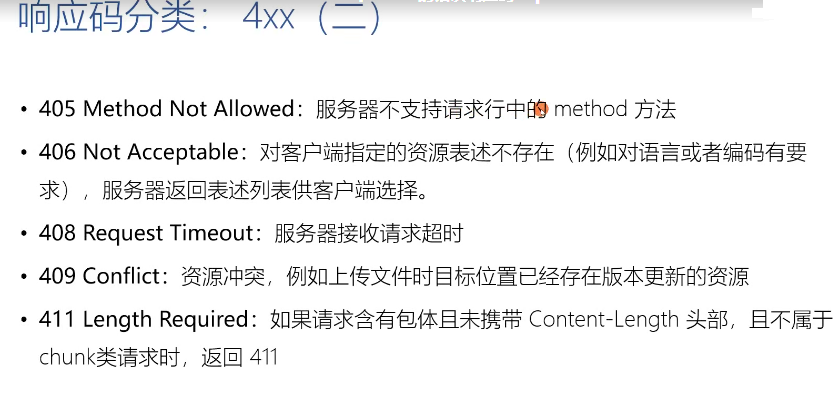 响应码分类： 4xx（二）
• 405 Method Not Allowed：服务器不支持请求行中的 method 方法
• 406 Not Acceptable：对客户端指定的资源表述不存在（例如对语言或者编码有要
求），服务器返回表述列表供客户端选择。
• 408 Request Timeout：服务器接收请求超时
• 409 Conflict：资源冲突，例如上传文件时目标位置已经存在版本更新的资源
• 411 Length Required：如果请求含有包体且未携带 Content-Length 头部，且不属于
chunk类请求时，返回 411